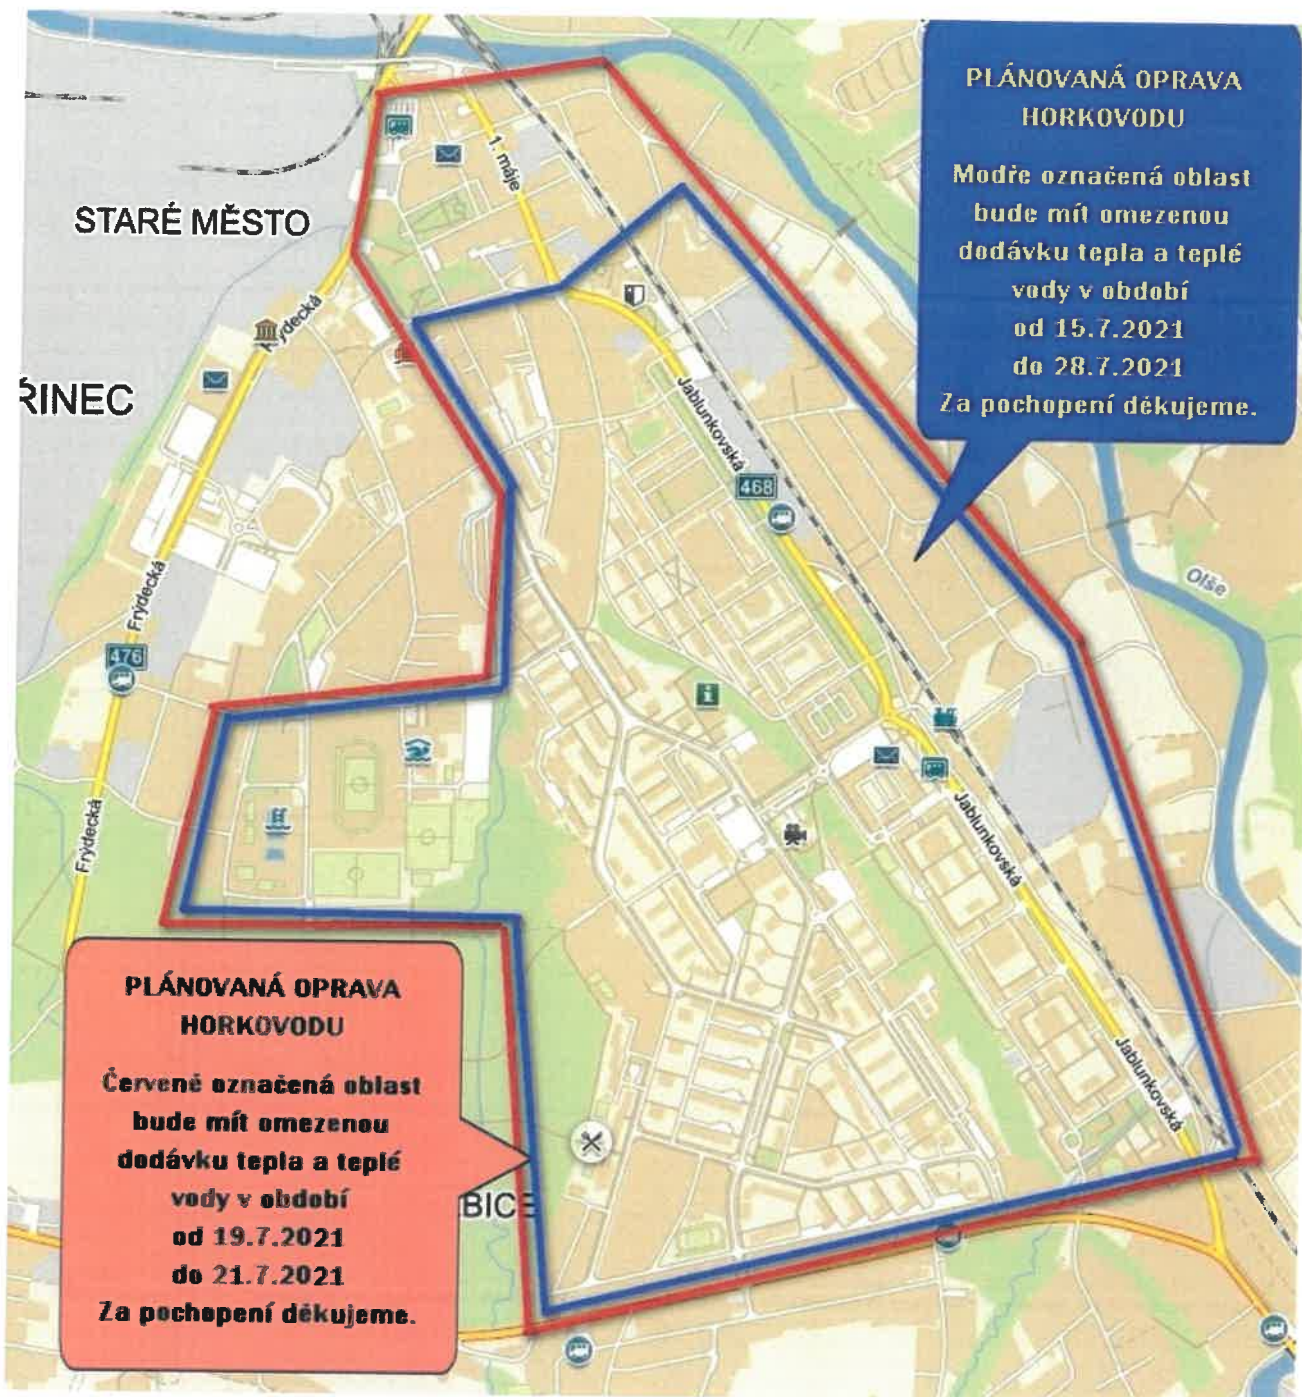 PLÁNOVANÁ OPRAVA
HORKOVODU
Modře označená oblast
bude mít omezenou
dodávku tepla a teplé
vody v období
od 15.7.2021
do 28.7.2021
Za pochopení děkujeme.
1. máje
STARÉ MĚSTO
Frýdecká
ŘINEC
Jablunkovská
468
Olše
Frýdecká
476
Frýdecká
Jablunkovská
Jablunkovská
PLÁNOVANÁ OPRAVA
HORKOVODU
Červeně označená oblast
bude mít omezenou
dodávku tepla a teplé
vody v období
od 19.7.2021
do 21.7.2021
Za pochopení děkujeme.
BICE